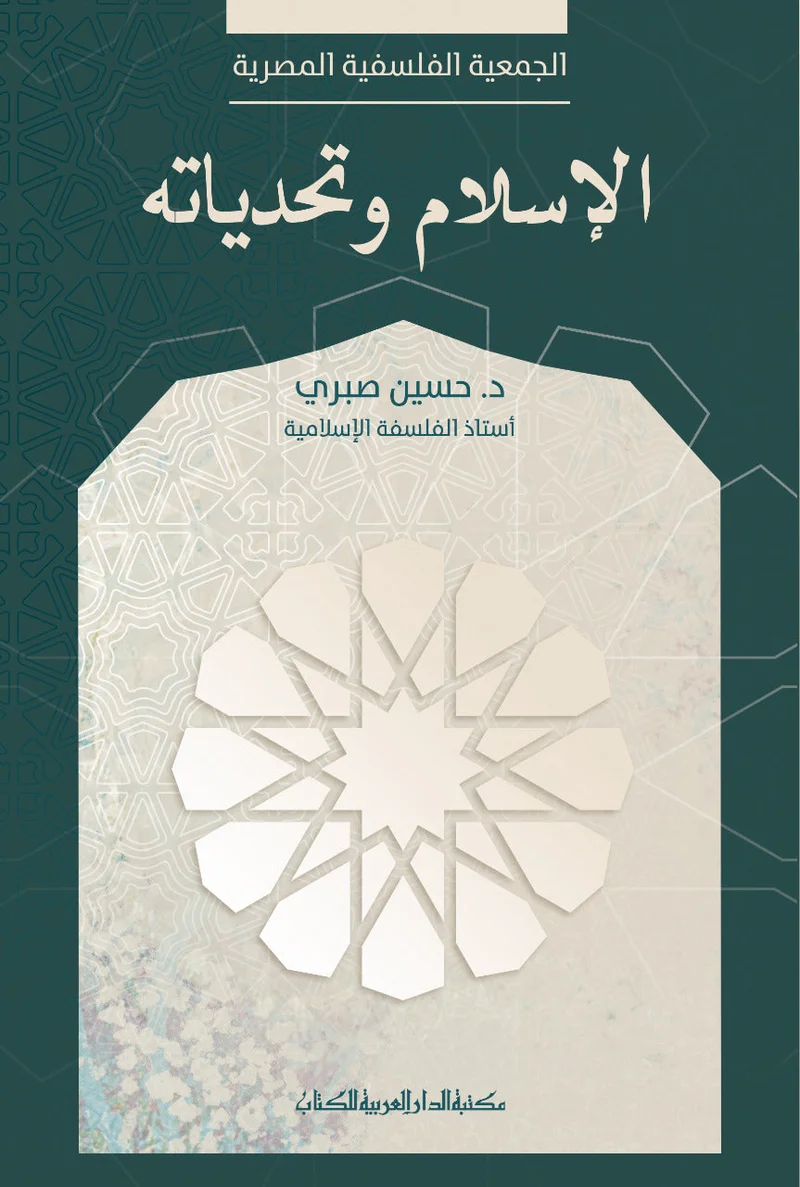 الجمعية الفلسفية المصرية
الإسلام وتحدياته
د. حسين صبري
أستاذ الفلسفة الإسلامية
مكتبة الدار العربية للكتاب